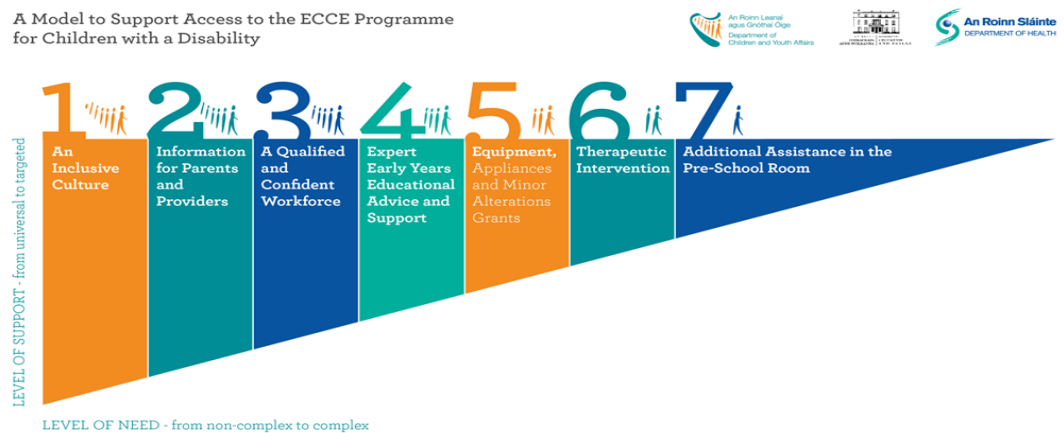 A Model to Support Access to the ECCE Programme
for Children with a Disability
An Roinn Leanaí
agus Gnóthaí Óige
Department of
Children and Youth Affairs
An Roinn Sláinte
DEPARTMENT OF HEALTH
LEVEL OF SUPPORT - from universal to targeted
1
An
Inclusive
Culture
2
Information
for Parents
and
Providers
3
A Qualified
and
Confident
Workforce
4
Expert
Early Years
Educational
Advice and
Support
5
Equipment,
Appliances
and Minor
Alterations
Grants
6
Therapeutic
Intervention
7
Additional Assistance in the
Pre-School Room
LEVEL OF NEED - from non-complex to complex